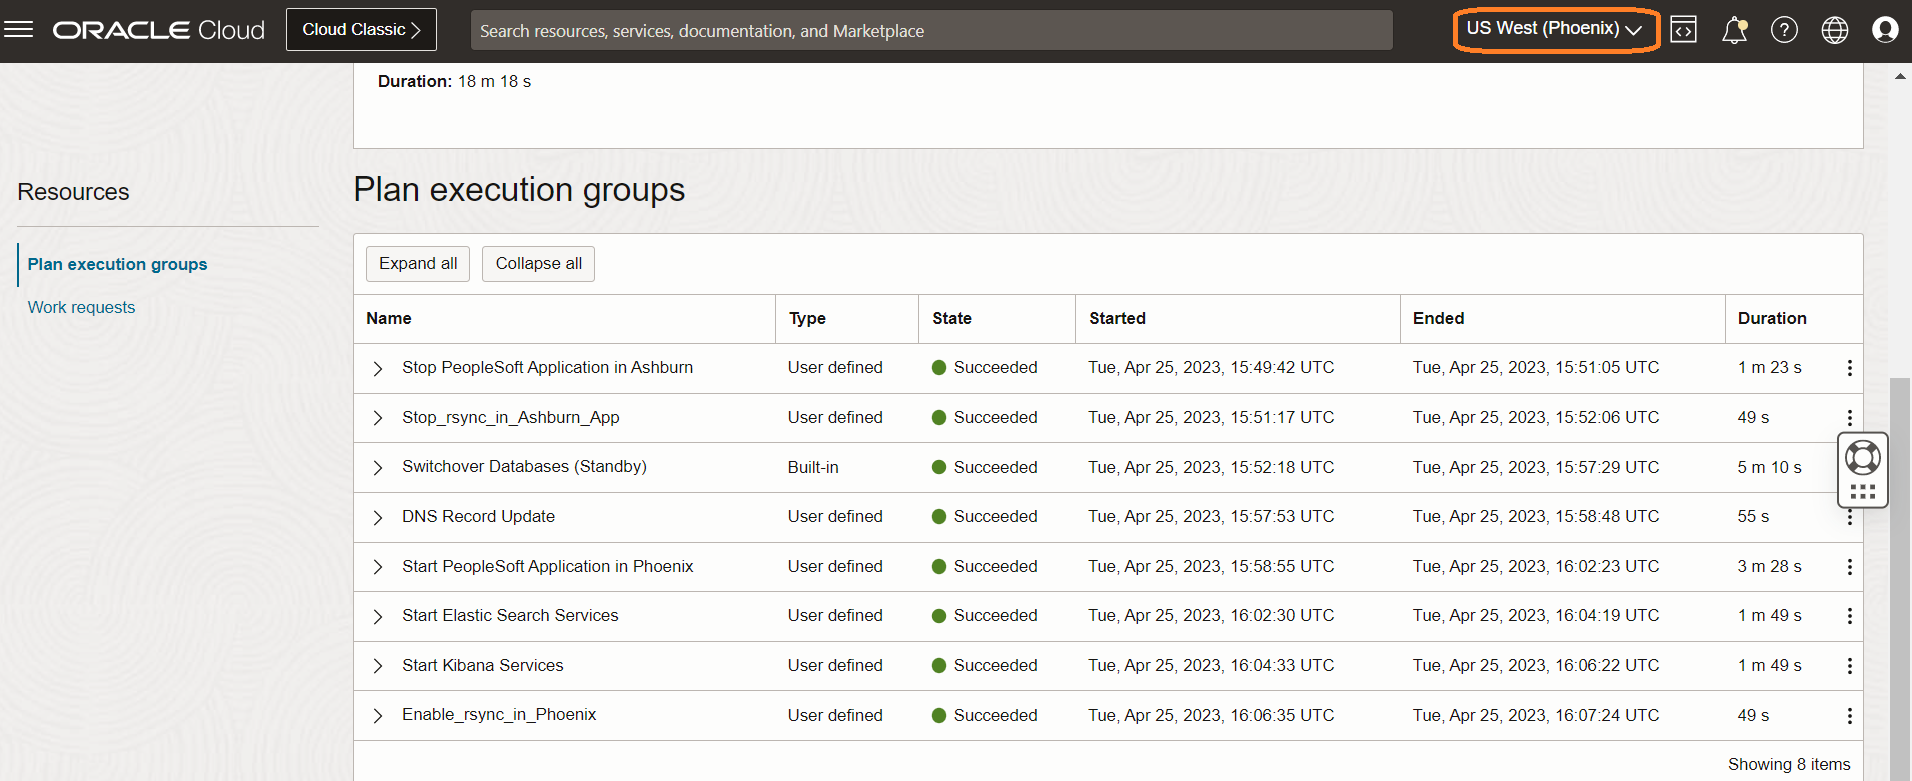 ORACLE Cloud Cloud Classic Search resources, services, documentation, and Marketplace US West (Phoenix)
Duration: 18 m 18 s
Resources
Plan execution groups
Work requests
Plan execution groups
Expand all Collapse all
Name Type State Started Ended Duration
Stop PeopleSoft Application in Ashburn User defined Succeeded Tue, Apr 25, 2023, 15:49:42 UTC Tue, Apr 25, 2023, 15:51:05 UTC 1 m 23 s
Stop_rsync_in_Ashburn_App User defined Succeeded Tue, Apr 25, 2023, 15:51:17 UTC Tue, Apr 25, 2023, 15:52:06 UTC 49 s
Switchover Databases (Standby) Built-in Succeeded Tue, Apr 25, 2023, 15:52:18 UTC Tue, Apr 25, 2023, 15:57:29 UTC 5 m 10 s
DNS Record Update User defined Succeeded Tue, Apr 25, 2023, 15:57:53 UTC Tue, Apr 25, 2023, 15:58:48 UTC 55 s
Start PeopleSoft Application in Phoenix User defined Succeeded Tue, Apr 25, 2023, 15:58:55 UTC Tue, Apr 25, 2023, 16:02:23 UTC 3 m 28 s
Start Elastic Search Services User defined Succeeded Tue, Apr 25, 2023, 16:02:30 UTC Tue, Apr 25, 2023, 16:04:19 UTC 1 m 49 s
Start Kibana Services User defined Succeeded Tue, Apr 25, 2023, 16:04:33 UTC Tue, Apr 25, 2023, 16:06:22 UTC 1 m 49 s
Enable_rsync_in_Phoenix User defined Succeeded Tue, Apr 25, 2023, 16:06:35 UTC Tue, Apr 25, 2023, 16:07:24 UTC 49 s
Showing 8 items